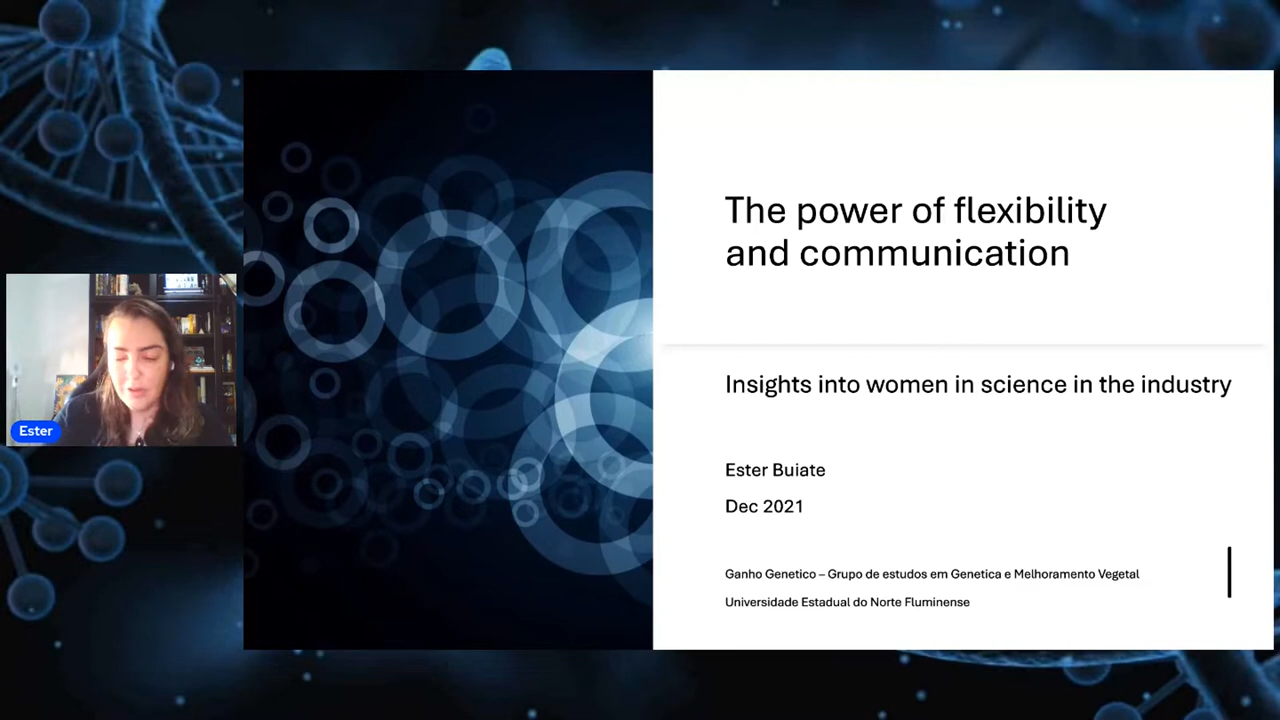 The power of flexibility
and communication
Insights into women in science in the industry
Ester
Ester Buiate
Dec 2021
Ganho Genetico – Grupo de estudos em Genetica e Melhoramento Vegetal
Universidade Estadual do Norte Fluminense